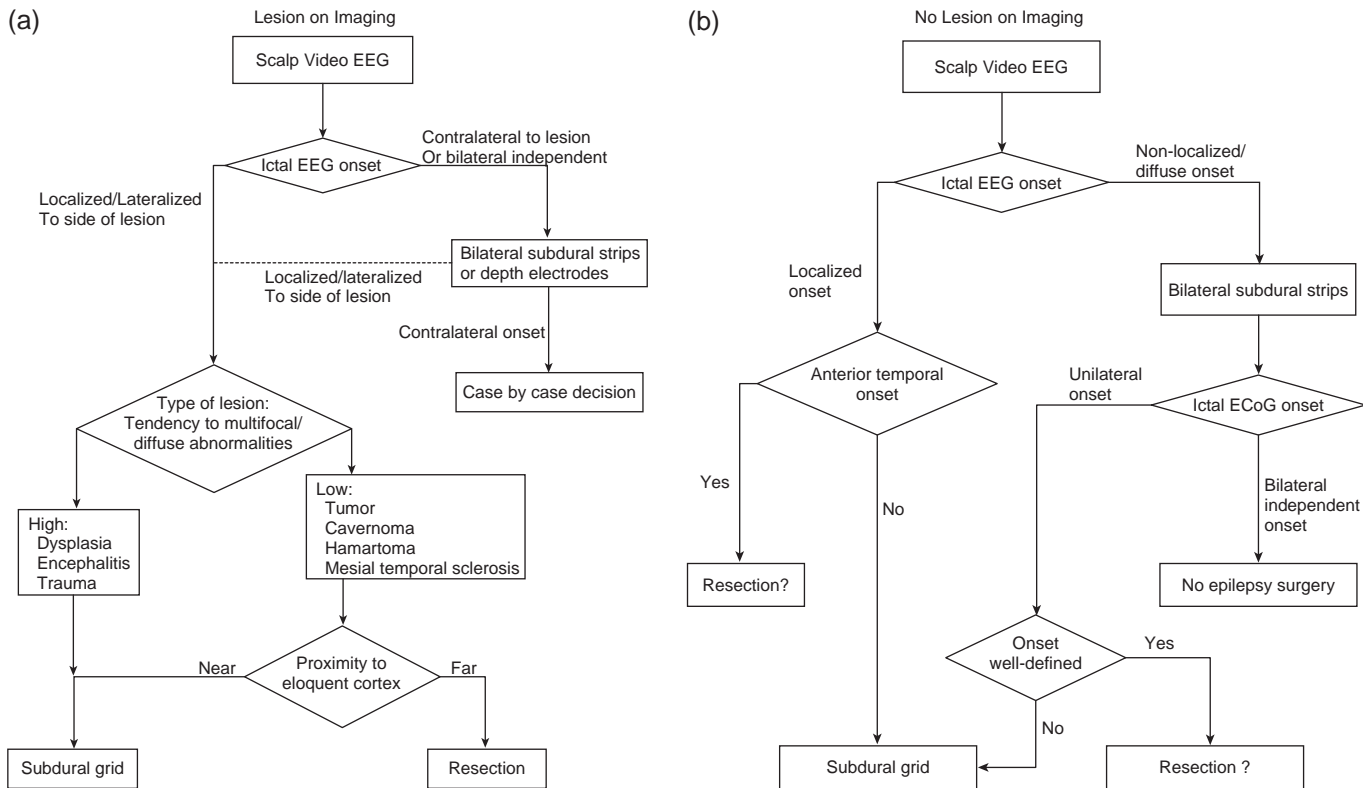 (a)
Lesion on Imaging
Scalp Video EEG
Ictal EEG onset
Contralateral to lesion
Or bilateral independent
Localized/Lateralized
To side of lesion
Bilateral subdural strips
or depth electrodes
Localized/lateralized
To side of lesion
Contralateral onset
Case by case decision
Type of lesion:
Tendency to multifocal/
diffuse abnormalities
High:
Dysplasia
Encephalitis
Trauma
Low:
Tumor
Cavernoma
Hamartoma
Mesial temporal sclerosis
Proximity to
eloquent cortex
Near
Far
Subdural grid
Resection
(b)
No Lesion on Imaging
Scalp Video EEG
Ictal EEG onset
Non-localized/
diffuse onset
Localized
onset
Bilateral subdural strips
Anterior temporal
onset
Unilateral
onset
Ictal ECoG onset
Yes
No
Bilateral
independent
onset
Resection?
No epilepsy surgery
Onset
well-defined
Yes
No
Subdural grid
Resection ?